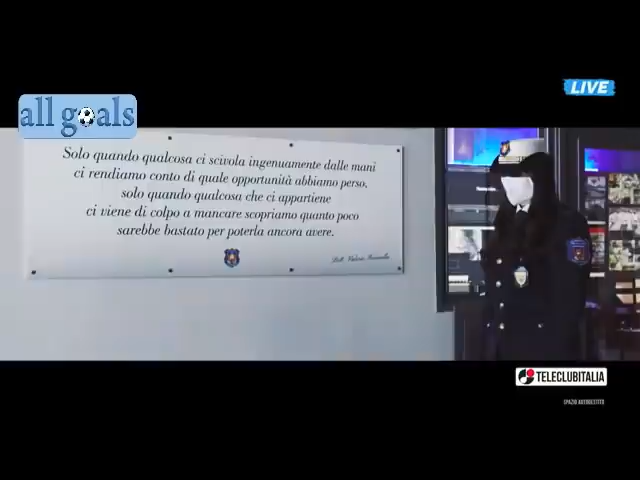 LIVE
all goals
Solo quando qualcosa ci scivola ingenuamente dalle mani
ci rendiamo conto di quale opportunità abbiamo perso,
solo quando qualcosa che ci appartiene
ci viene di colpo a mancare scopriamo quanto poco
sarebbe bastato per poterla ancora avere.
TELECLUBITALIA
SPAZIO AUTOGESTITO